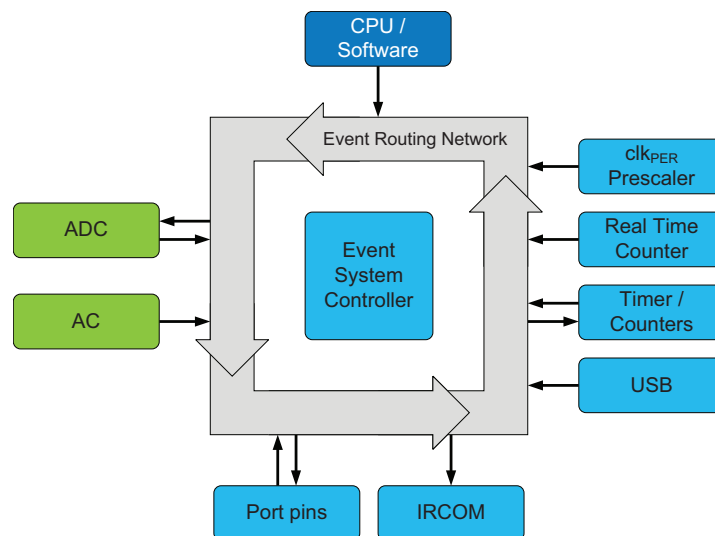 CPU /
Software
Event Routing Network
clkPER
Prescaler
ADC
Real Time
Counter
Event
System
Controller
AC
Timer /
Counters
USB
Port pins
IRCOM